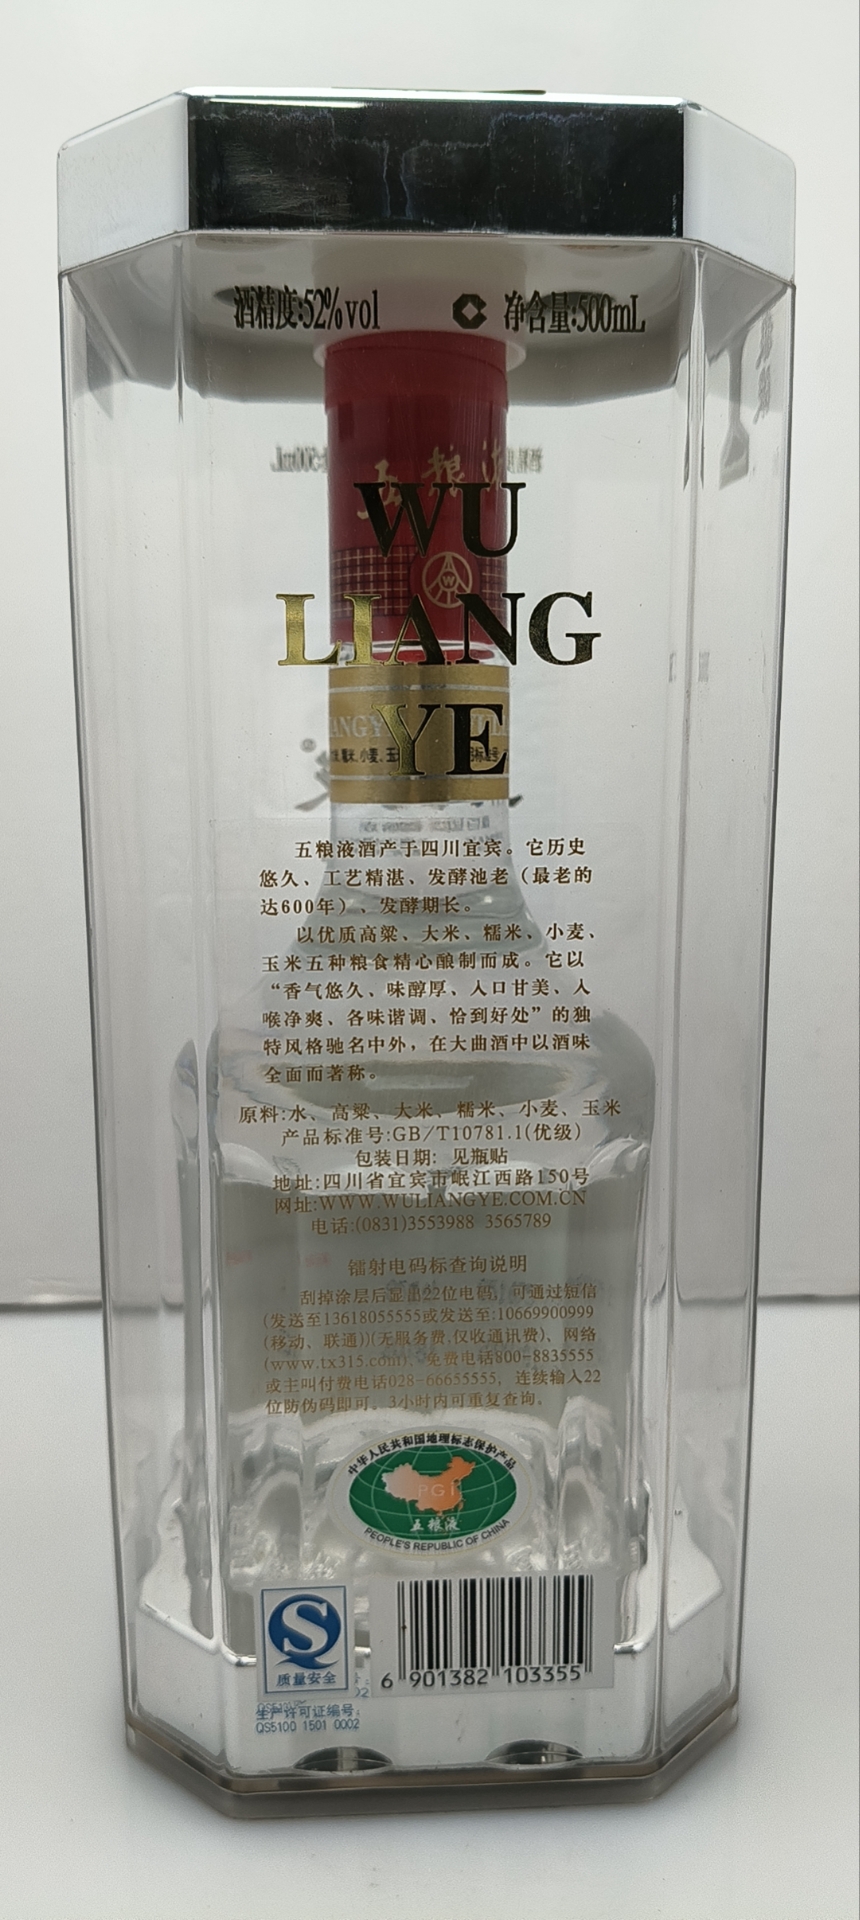 酒精度:52%vol 净含量:500mL
五粮液
WU
LIANG
YE
五粮液酒产于四川宜宾。它历史
悠久、工艺精湛、发酵池老（最老的
达600年）、发酵期长。
以优质高粱、大米、糯米、小麦、
玉米五种粮食精心酿制而成。它以
“香气悠久、味醇厚、入口甘美、入
喉净爽、各味谐调、恰到好处”的独
特风格驰名中外，在大曲酒中以酒味
全面而著称。
原料:水、高粱、大米、糯米、小麦、玉米
产品标准号:GB/T10781.1(优级)
包装日期: 见瓶贴
地址:四川省宜宾市岷江西路150号
网址:WWW.WULIANGYE.COM.CN
电话:(0831)3553988 3565789
镭射电码标查询说明
刮掉涂层后显出22位电码，可通过短信
(发送至13618055555或发送至:10669900999
(移动、联通))(无服务费,仅收通讯费)、网络
(www.tx315.com)、免费电话800-8835555
或主叫付费电话028-66655555，连续输入22
位防伪码即可。3小时内可重复查询。
中华人民共和国地理标志保护产品
PGI
五粮液
PEOPLE'S REPUBLIC OF CHINA
质量安全
生产许可证编号:
QS5100 1501 0002
6 901382 103355